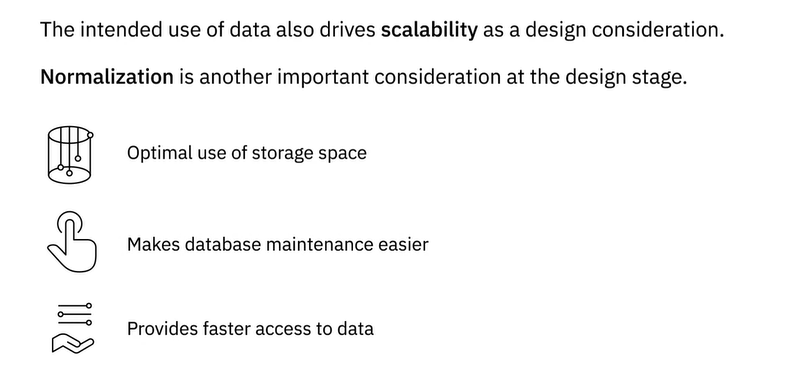 The intended use of data also drives scalability as a design consideration.
Normalization is another important consideration at the design stage.
Optimal use of storage space
Makes database maintenance easier
Provides faster access to data